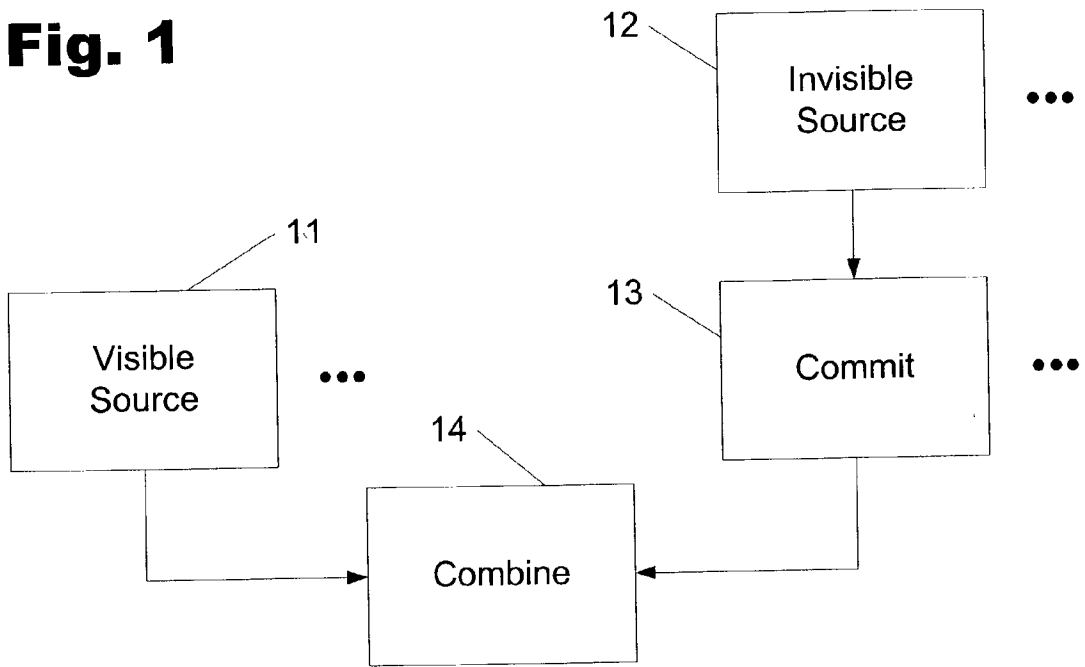 Fig. 1
12
Invisible
Source
•••
11
13
Visible
Source
•••
Commit
•••
14
Combine